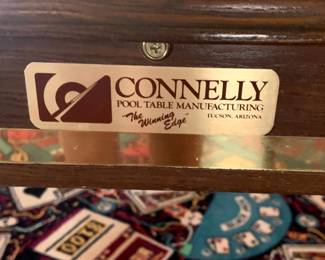 CONNELLY
POOL TABLE MANUFACTURING
"The Winning Edge"
TUCSON, ARIZONA